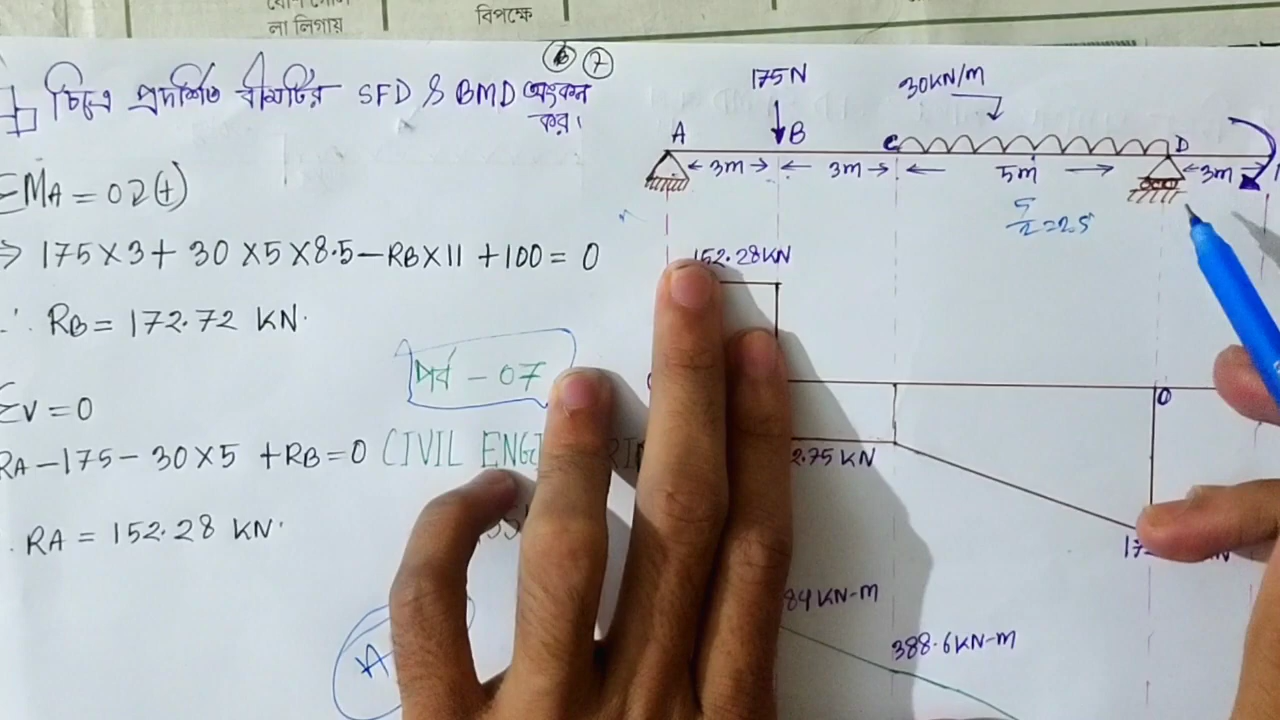 লা লিগায়
বিপক্ষে
6 7
চিত্রে প্রদর্শিত বীমটির SFD & BMD অংকন
কর।
ΣMA = 0 (+)
⇒ 175 X 3 + 30 X 5 X 8.5 - RB X 11 + 100 = 0
∴ RB = 172.72 KN.
ΣV = 0
RA - 175 - 30 X 5 + RB = 0
RA = 152.28 KN.
পর্ব - 07
CIVIL
A
175N
30KN/m
A B C D
3m 3m 5m 3m
5/2 = 2.5
152.28KN
2.75 KN
0
84 KN-m
388.6KN-m